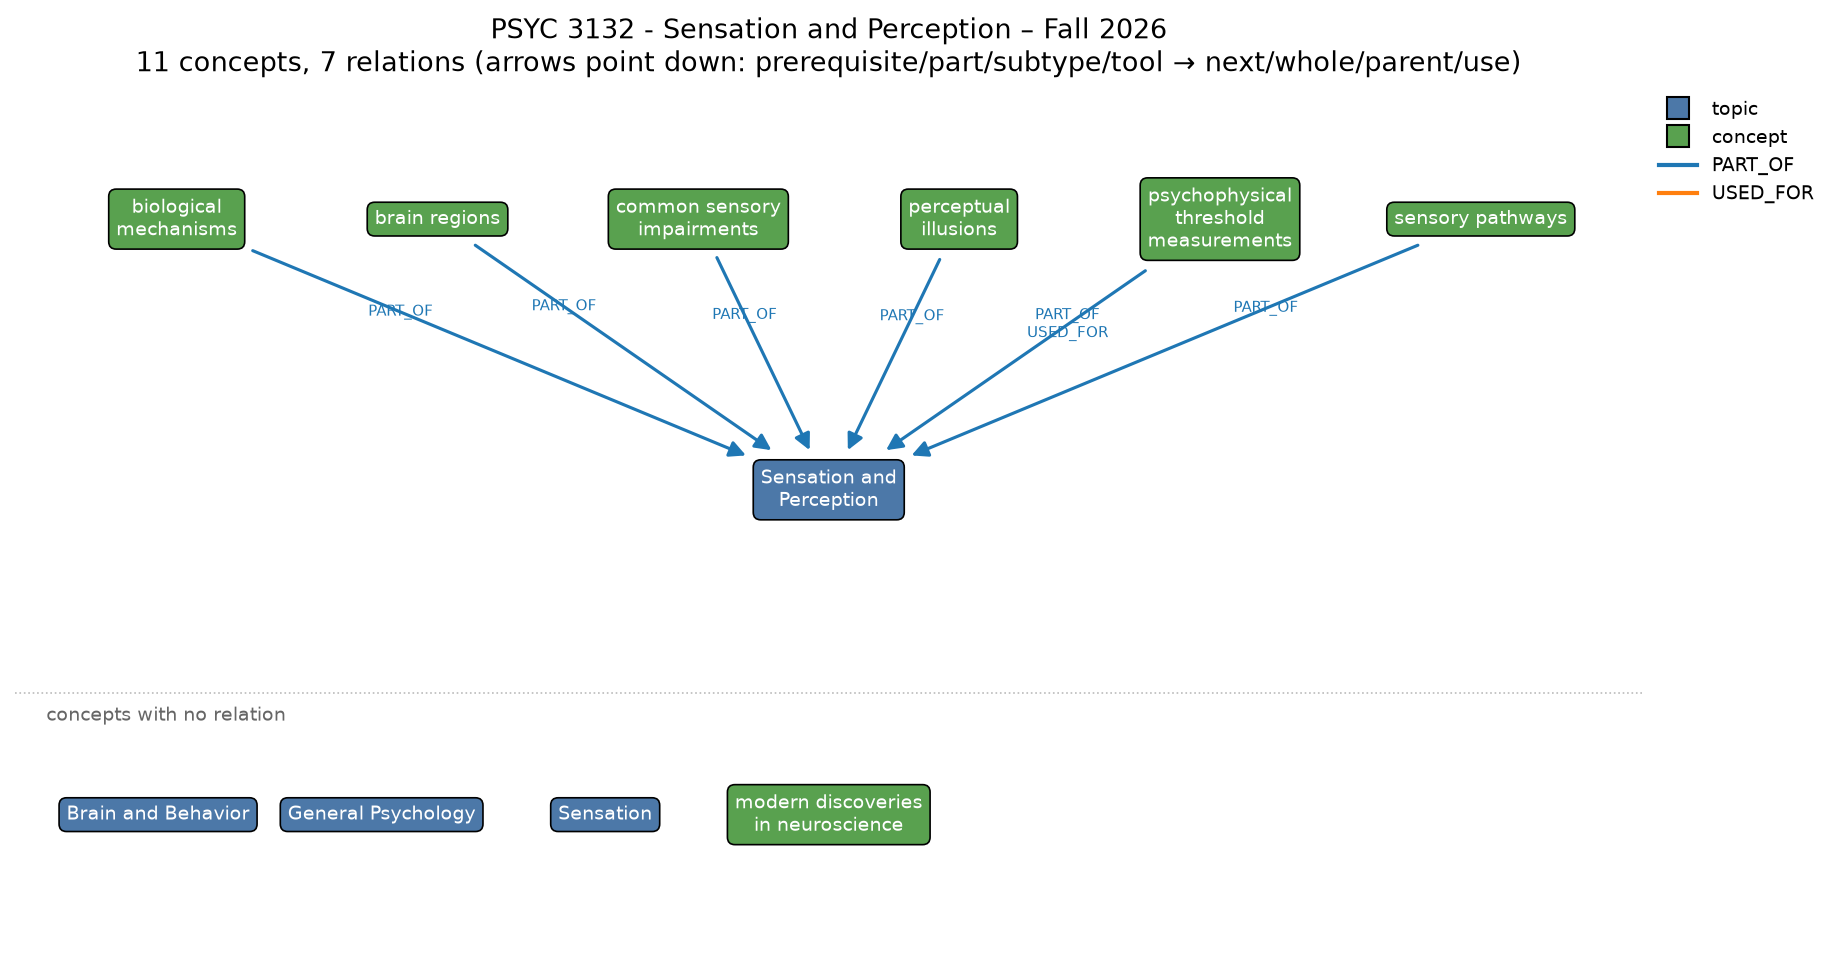 PSYC 3132 - Sensation and Perception – Fall 2026
11 concepts, 7 relations (arrows point down: prerequisite/part/subtype/tool → next/whole/parent/use)
topic
concept
PART_OF
USED_FOR
biological
mechanisms
brain regions
common sensory
impairments
perceptual
illusions
psychophysical
threshold
measurements
sensory pathways
PART_OF
PART_OF
PART_OF
PART_OF
PART_OF
USED_FOR
PART_OF
Sensation and
Perception
concepts with no relation
Brain and Behavior
General Psychology
Sensation
modern discoveries
in neuroscience